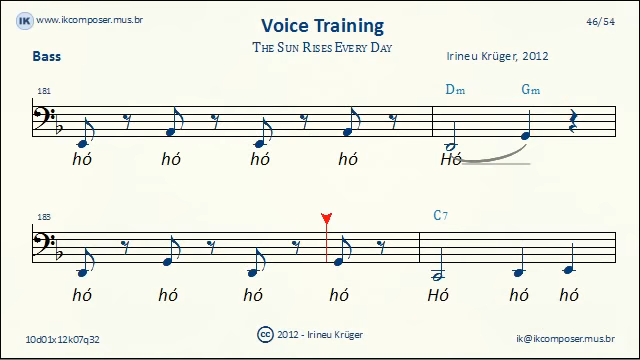 IK www.ikcomposer.mus.br
Voice Training
46/54
THE SUN RISES EVERY DAY
Bass
Irineu Krüger, 2012
181
Dm Gm
hó hó hó hó Hó
183
C7
hó hó hó hó Hó hó hó
10d01x12k07q32
cc 2012 - Irineu Krüger
ik@ikcomposer.mus.br